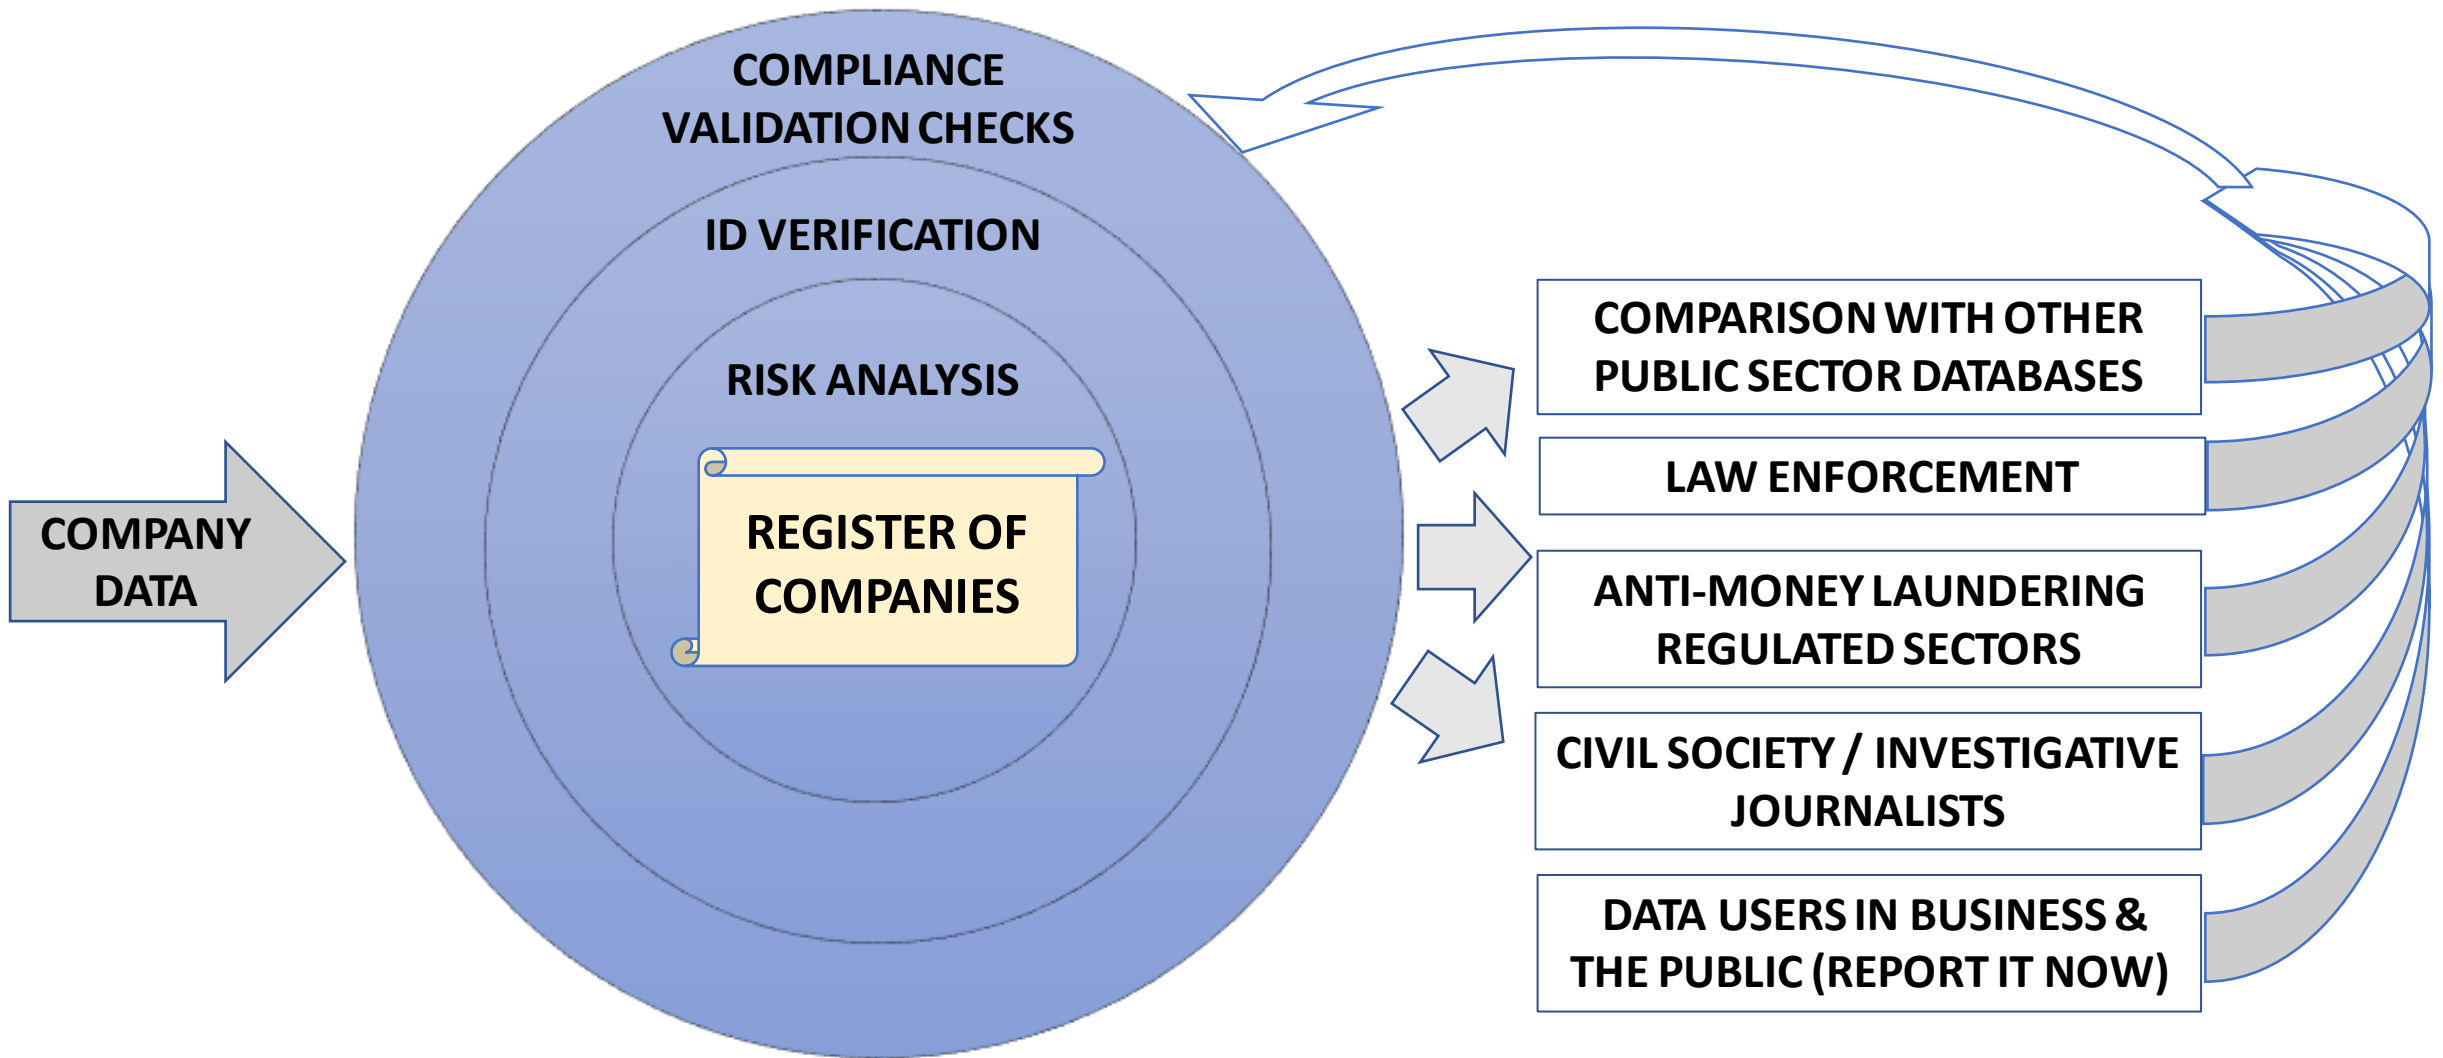 COMPLIANCE
VALIDATION CHECKS
ID VERIFICATION
RISK ANALYSIS
REGISTER OF
COMPANIES
COMPANY
DATA
COMPARISON WITH OTHER
PUBLIC SECTOR DATABASES
LAW ENFORCEMENT
ANTI-MONEY LAUNDERING
REGULATED SECTORS
CIVIL SOCIETY / INVESTIGATIVE
JOURNALISTS
DATA USERS IN BUSINESS &
THE PUBLIC (REPORT IT NOW)